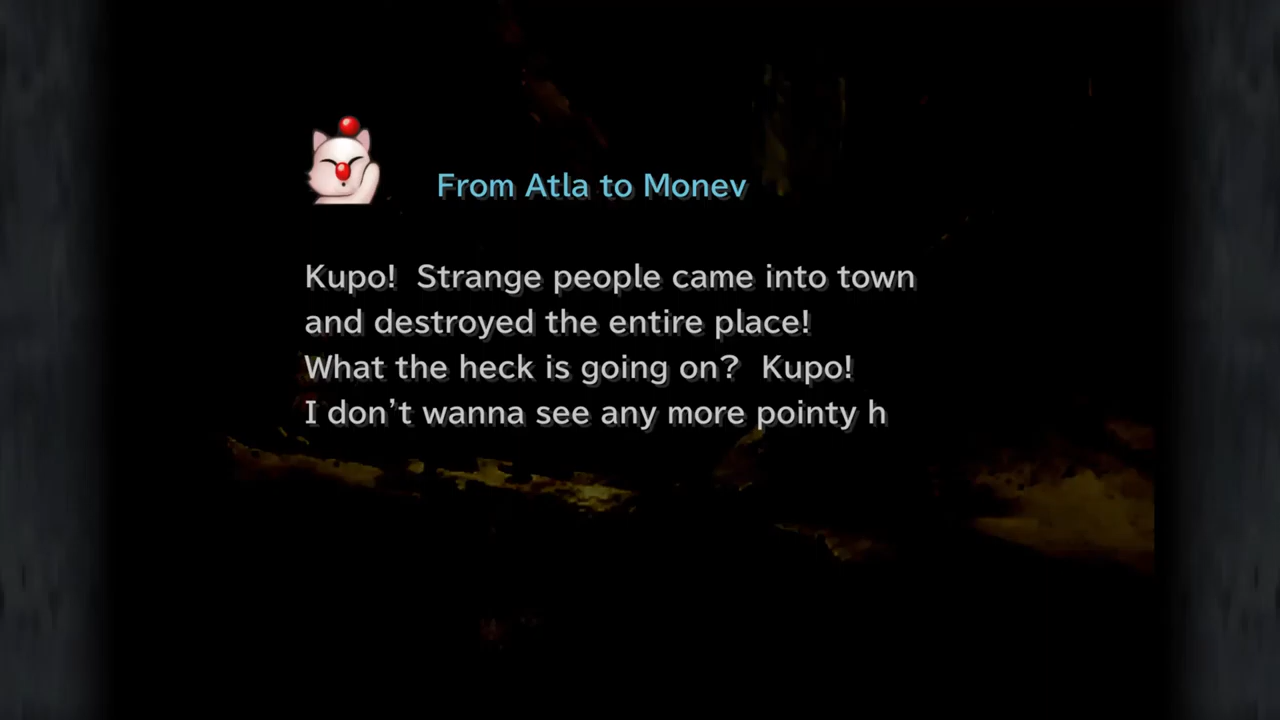 From Atla to Monev
Kupo!  Strange people came into town
and destroyed the entire place!
What the heck is going on?  Kupo!
I don't wanna see any more pointy h